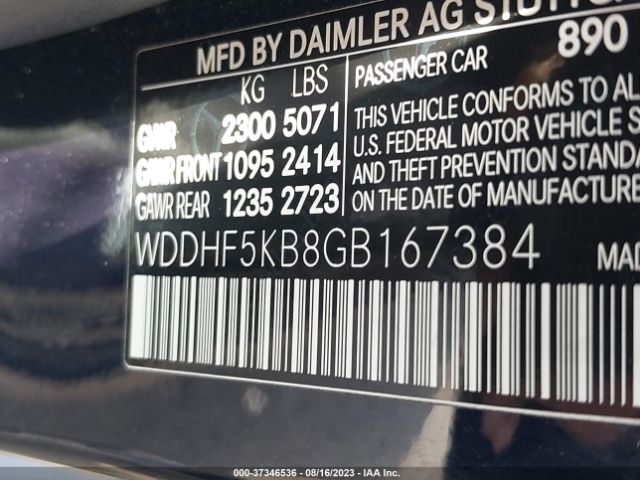 MFD BY DAIMLER AG STUTTG
890
KG LBS
PASSENGER CAR
GVWR 2300 5071
GAWR FRONT 1095 2414
GAWR REAR 1235 2723
THIS VEHICLE CONFORMS TO AL
U.S. FEDERAL MOTOR VEHICLE S
AND THEFT PREVENTION STANDA
ON THE DATE OF MANUFACTURE
WDDHF5KB8GB167384
MAD
000-37346536 - 08/16/2023 - IAA Inc.